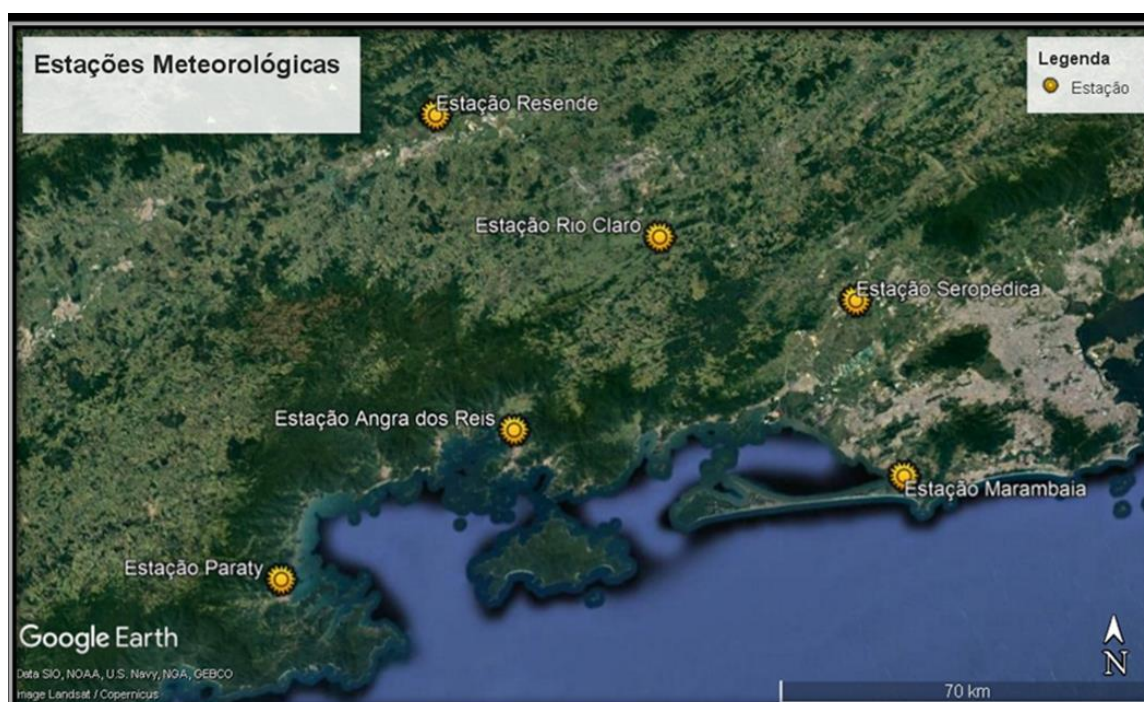 Estações Meteorológicas
Legenda
Estação
Estação Resende
Estação Rio Claro
Estação Seropédica
Estação Angra dos Reis
Estação Marambaia
Estação Paraty
Google Earth
Data SIO, NOAA, U.S. Navy, NGA, GEBCO
Image Landsat / Copernicus
N
70 km